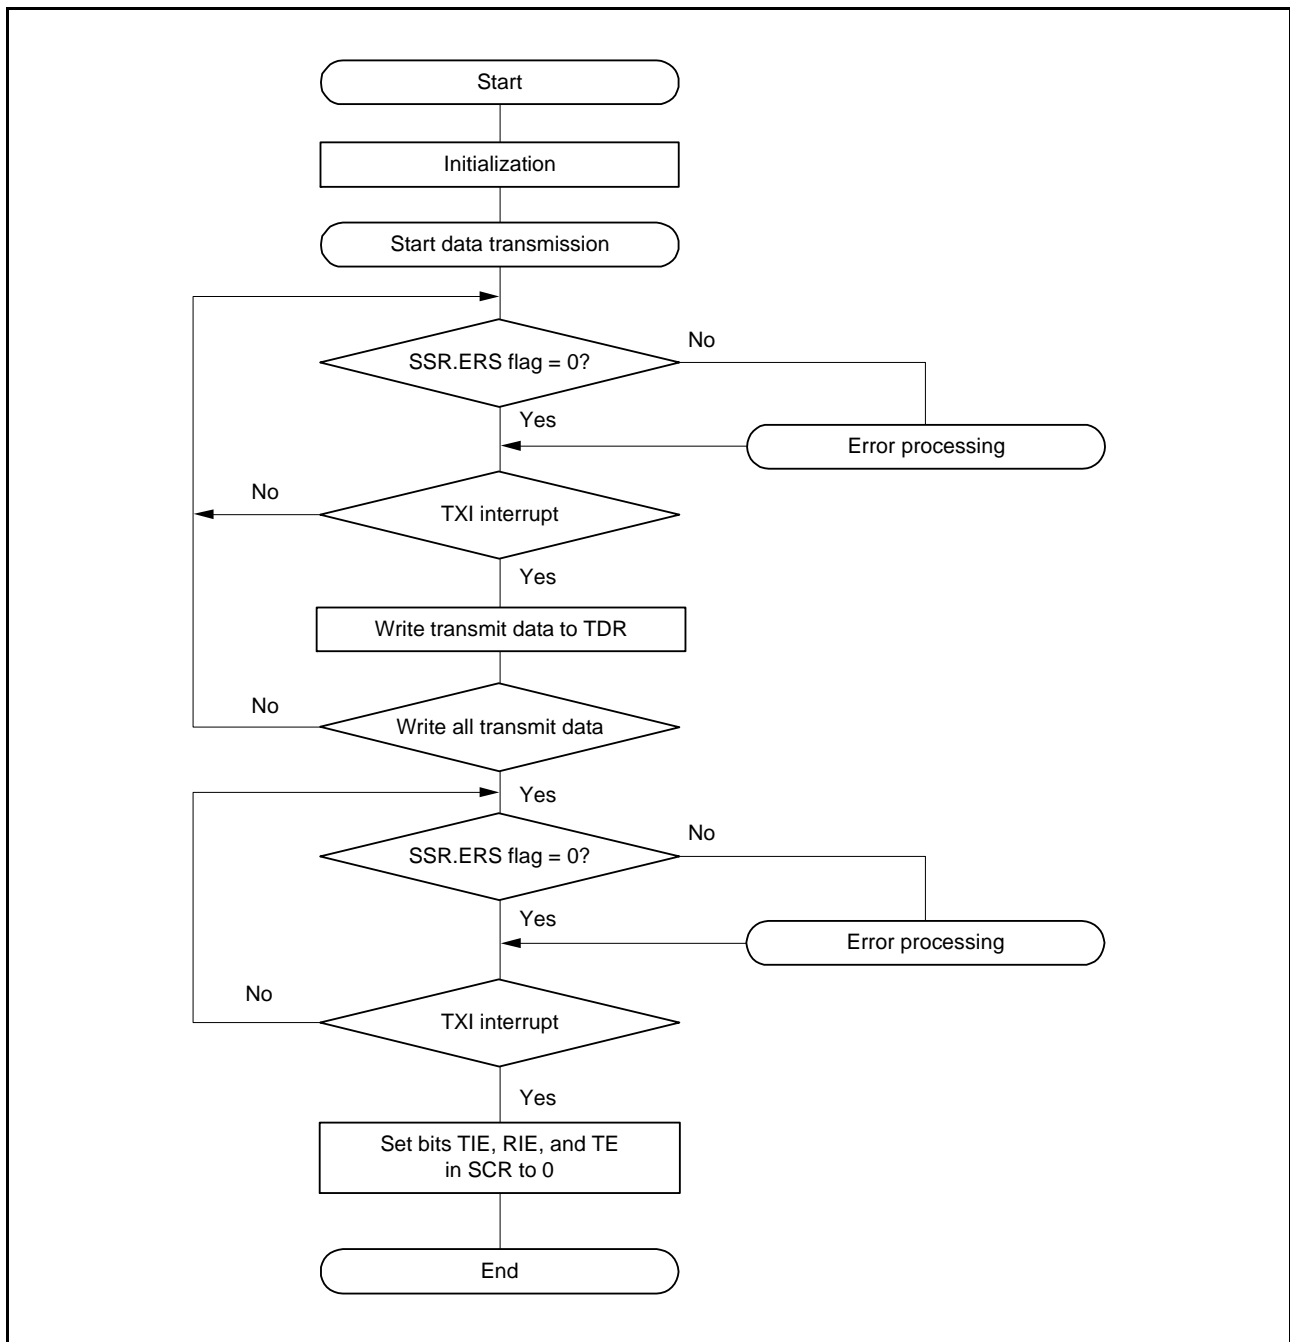 Start
Initialization
Start data transmission
SSR.ERS flag = 0?
No
Yes
Error processing
No
TXI interrupt
Yes
Write transmit data to TDR
No
Write all transmit data
Yes
SSR.ERS flag = 0?
No
Yes
Error processing
No
TXI interrupt
Yes
Set bits TIE, RIE, and TE
in SCR to 0
End